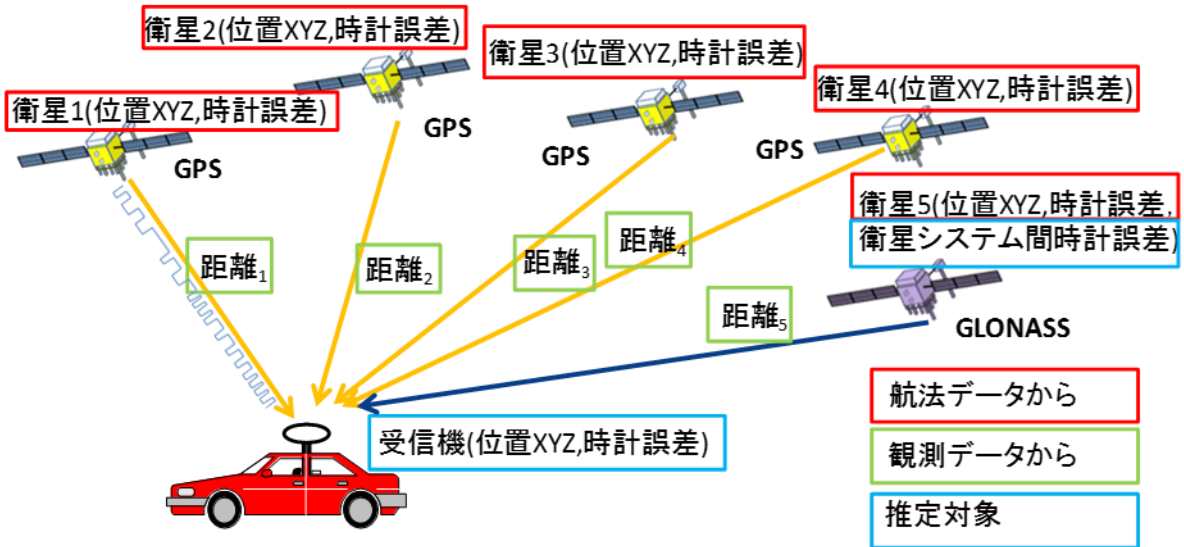 衛星2(位置XYZ,時計誤差)
衛星3(位置XYZ,時計誤差)
衛星4(位置XYZ,時計誤差)
衛星1(位置XYZ,時計誤差)
GPS
GPS
GPS
GPS
衛星5(位置XYZ,時計誤差,
衛星システム間時計誤差)
距離1
距離2
距離3
距離4
距離5
GLONASS
受信機(位置XYZ,時計誤差)
航法データから
観測データから
推定対象